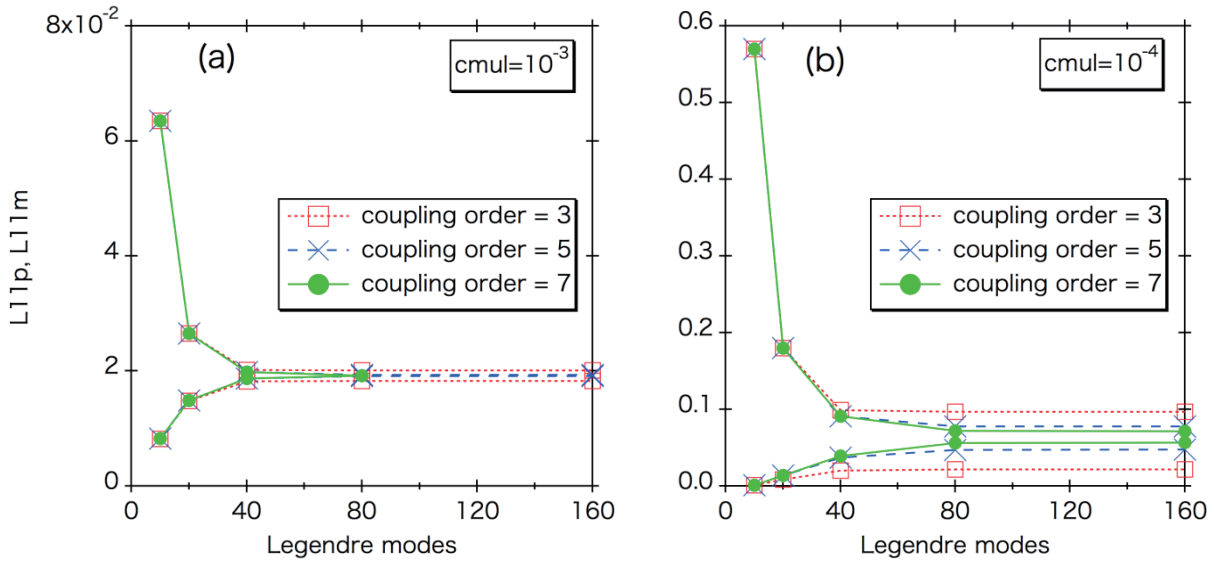 8x10-2
(a)
cmul=10-3
6
coupling order = 3
4
coupling order = 5
coupling order = 7
L11p, L11m
2
0
0 40 80 120 160
Legendre modes
0.6
(b)
cmul=10-4
0.5
0.4
coupling order = 3
0.3
coupling order = 5
coupling order = 7
0.2
0.1
0.0
0 40 80 120 160
Legendre modes